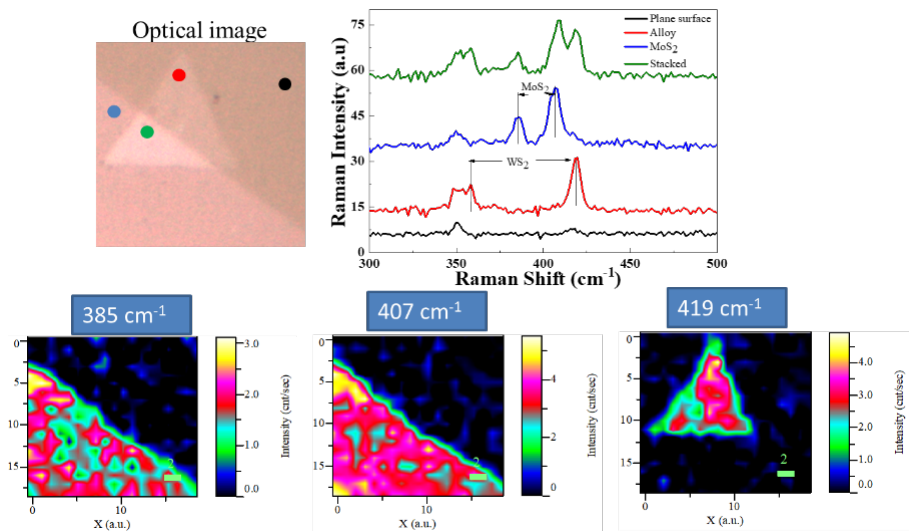 Optical image
Raman Intensity (a.u)
75
60
45
30
15
0
Plane surface
Alloy
MoS2
Stacked
MoS2
WS2
300
350
400
450
500
Raman Shift (cm-1)
385 cm-1
407 cm-1
419 cm-1
0
5
10
15
0
10
X (a.u.)
2
3.0
2.0
1.0
0.0
Intensity (cnt/sec)
0
5
10
15
0
10
X (a.u.)
2
6
4
2
0
Intensity (cnt/sec)
0
5
10
15
0
10
X (a.u.)
2
4.0
3.0
2.0
1.0
0.0
Intensity (cnt/sec)